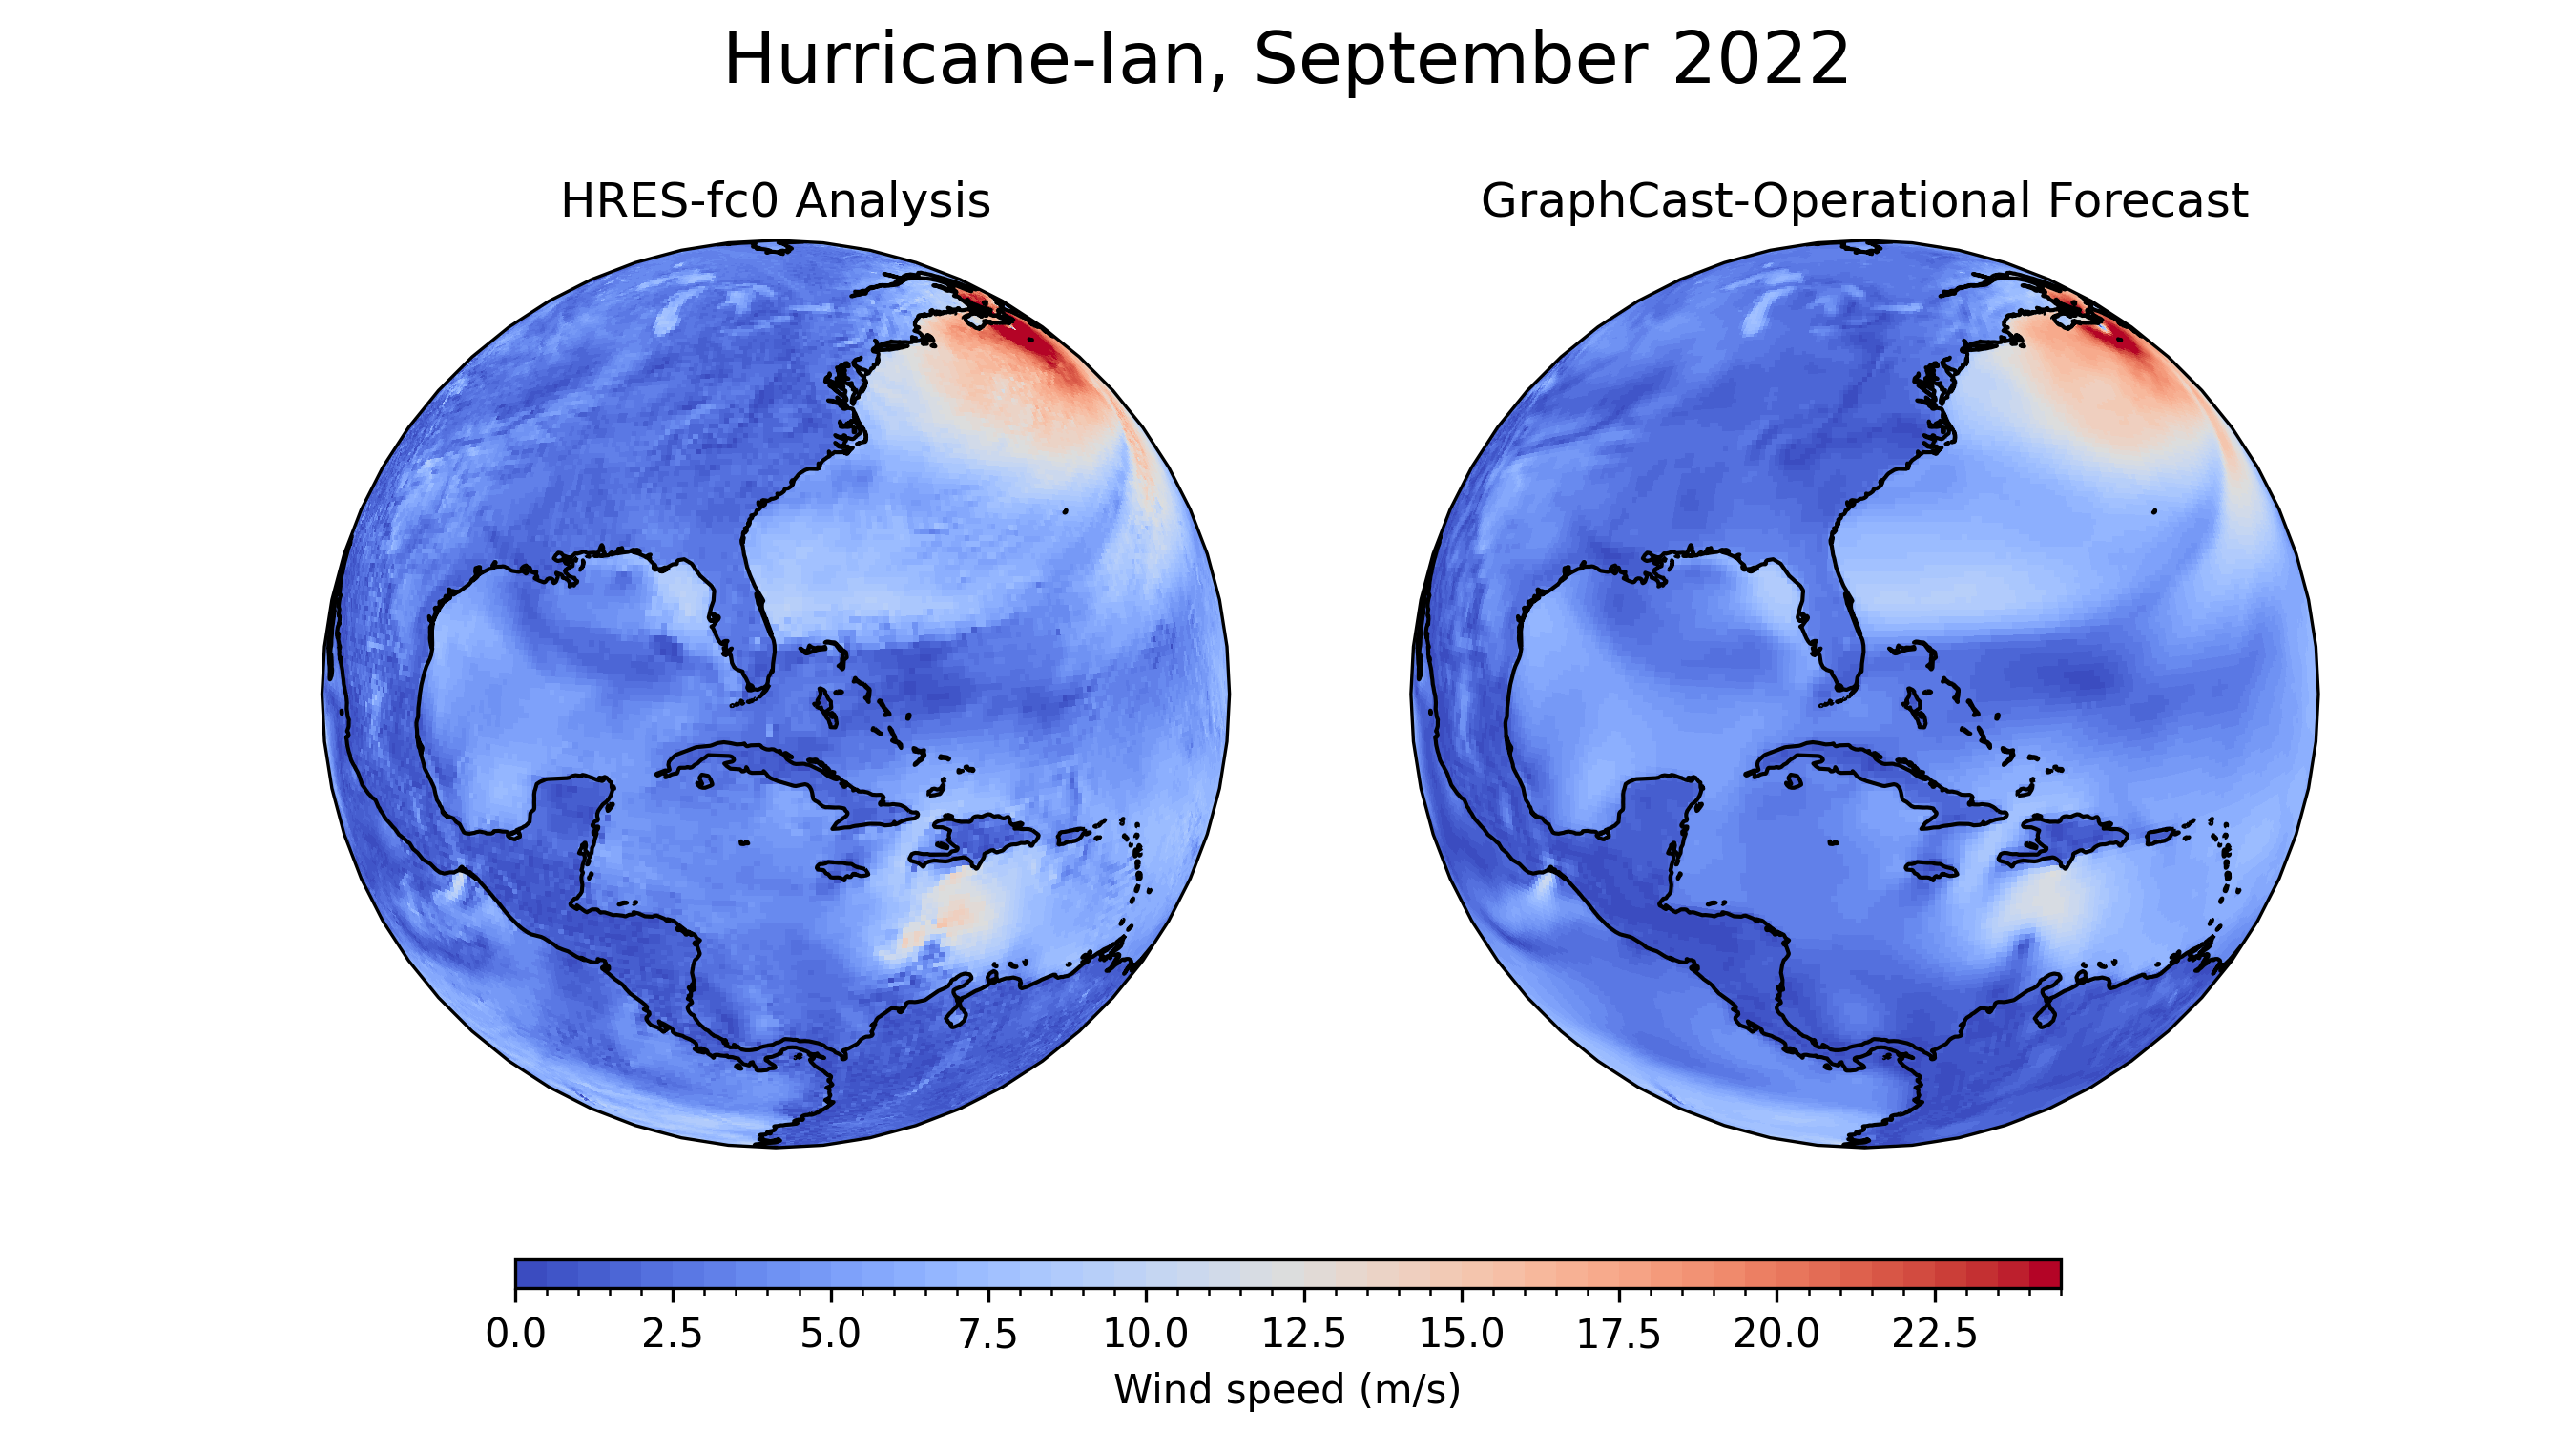 Hurricane-Ian, September 2022
HRES-fc0 Analysis
GraphCast-Operational Forecast
0.0 2.5 5.0 7.5 10.0 12.5 15.0 17.5 20.0 22.5
Wind speed (m/s)